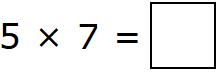 5 × 7 =